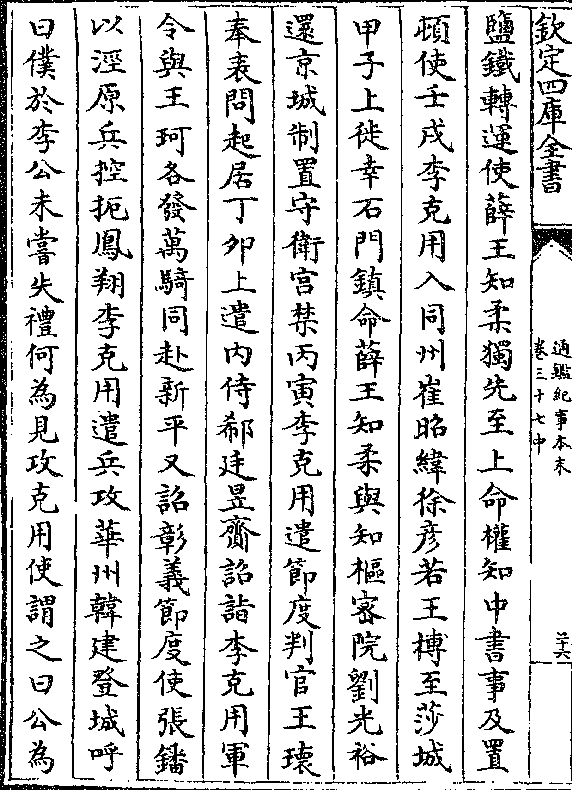 欽定四庫全書
通鑑紀事本末
卷三十七中
二十六
鹽鐵轉運使薛王知柔獨先至上命權知中書事及置
頓使壬戌李克用入同州崔昭緯徐彥若王摶至莎城
甲子上徙幸石門鎮命薛王知柔與知樞密院劉光裕
還京城制置守衛宮禁丙寅李克用遣節度判官王瓌
奉表問起居丁卯上遣內侍郗廷昱齎詔詣李克用軍
令與王珂各發萬騎同赴新平又詔彰義節度使張鐇
以涇原兵控扼鳳翔李克用遣兵攻華州韓建登城呼
曰僕於李公未嘗失禮何為見攻克用使謂之曰公為